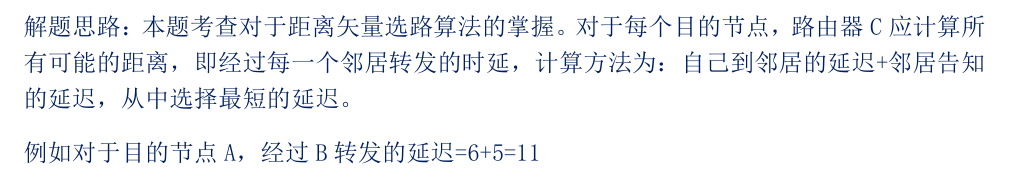 解题思路：本题考查对于距离矢量选路算法的掌握。对于每个目的节点，路由器 C 应计算所
有可能的距离，即经过每一个邻居转发的时延，计算方法为：自己到邻居的延迟+邻居告知
的延迟，从中选择最短的延迟。
例如对于目的节点 A，经过 B 转发的延迟=6+5=11